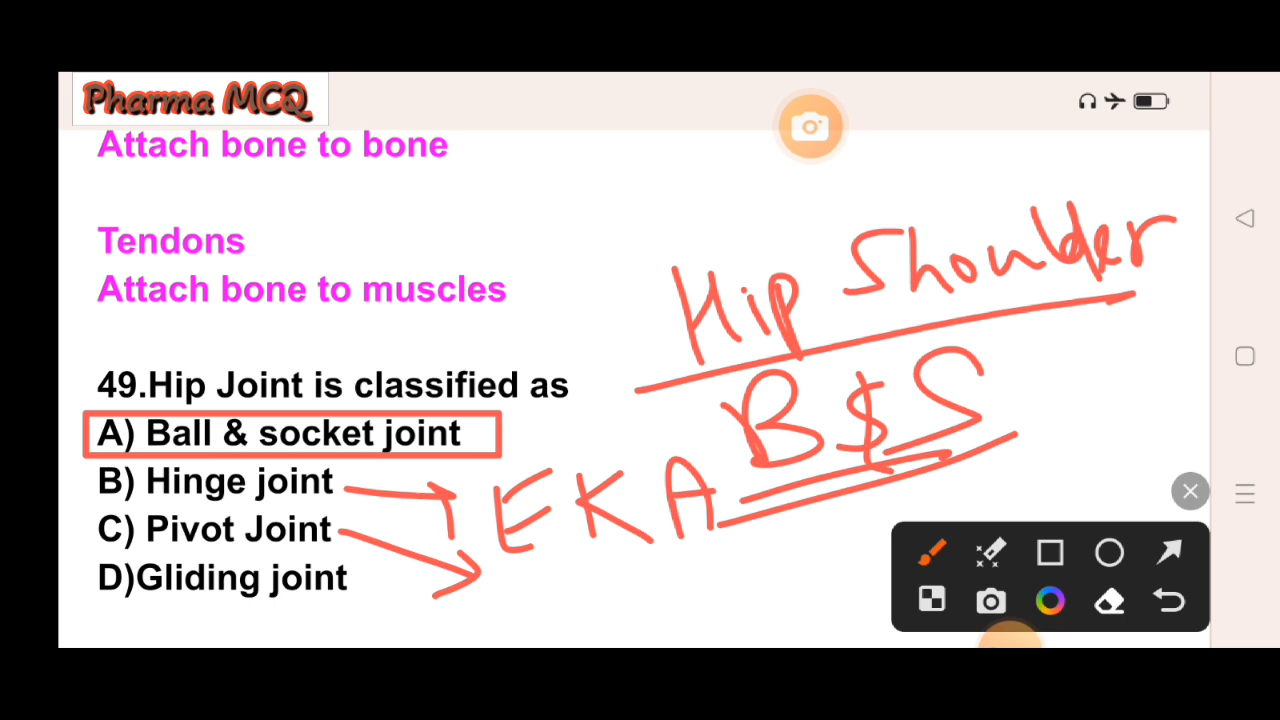 Pharma MCQ
Attach bone to bone
Tendons
Attach bone to muscles
Hip Shoulder
B $ S
49.Hip Joint is classified as
A) Ball & socket joint
B) Hinge joint
E K A
C) Pivot Joint
D)Gliding joint